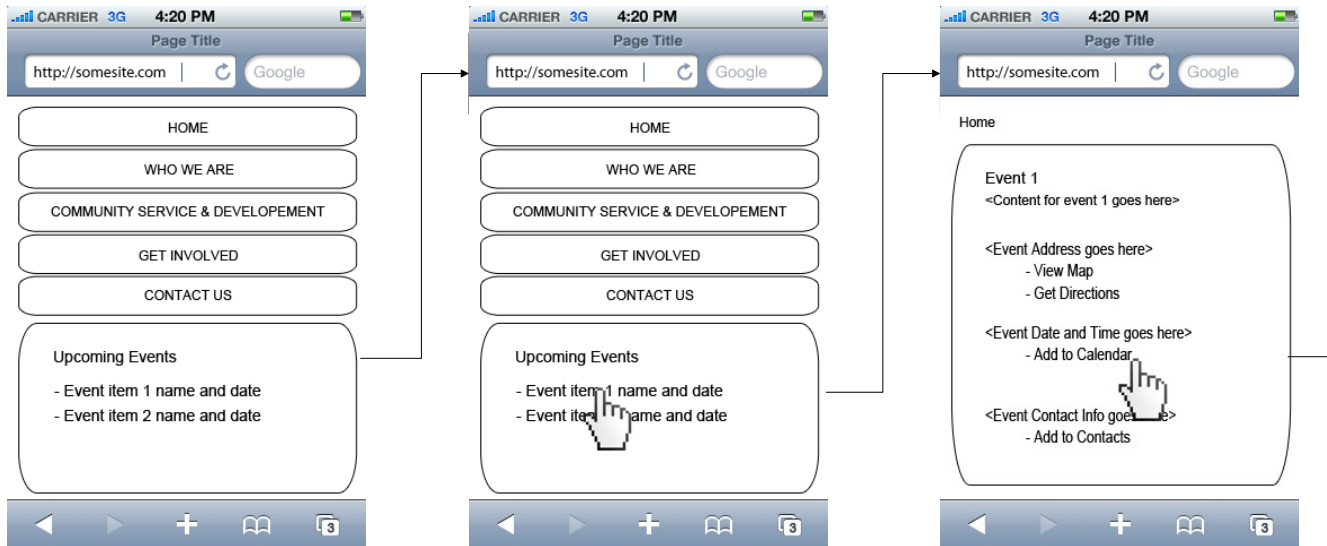 CARRIER 3G 4:20 PM
Page Title
http://somesite.com Google
HOME
WHO WE ARE
COMMUNITY SERVICE & DEVELOPEMENT
GET INVOLVED
CONTACT US
Upcoming Events
- Event item 1 name and date
- Event item 2 name and date
3
CARRIER 3G 4:20 PM
Page Title
http://somesite.com Google
HOME
WHO WE ARE
COMMUNITY SERVICE & DEVELOPEMENT
GET INVOLVED
CONTACT US
Upcoming Events
- Event item 1 name and date
- Event name and date
3
CARRIER 3G 4:20 PM
Page Title
http://somesite.com Google
Home
Event 1
<Content for event 1 goes here>
<Event Address goes here>
- View Map
- Get Directions
<Event Date and Time goes here>
- Add to Calendar
<Event Contact Info goes
- Add to Contacts
3